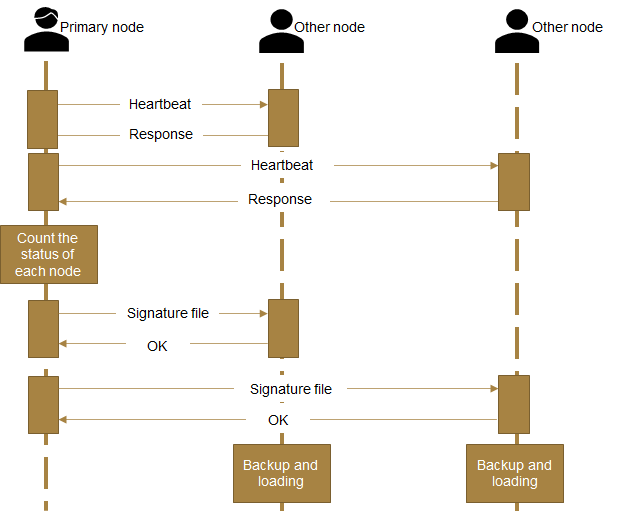 Primary node
Other node
Other node
Heartbeat
Response
Heartbeat
Response
Count the
status of
each node
Signature file
OK
Signature file
OK
Backup and
loading
Backup and
loading